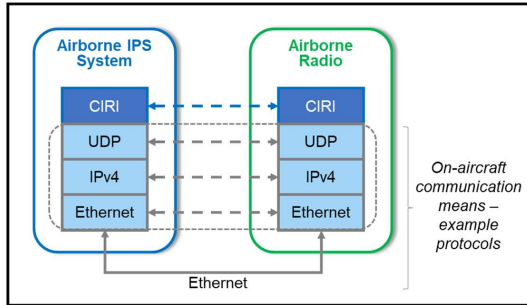 Airborne IPS
System
Airborne
Radio
CIRI
CIRI
UDP
UDP
IPv4
IPv4
Ethernet
Ethernet
Ethernet
On-aircraft
communication
means –
example
protocols